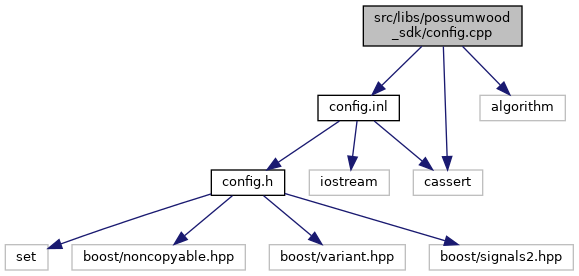 src/libs/possumwood
_sdk/config.cpp
config.inl
algorithm
config.h
iostream
cassert
set
boost/noncopyable.hpp
boost/variant.hpp
boost/signals2.hpp